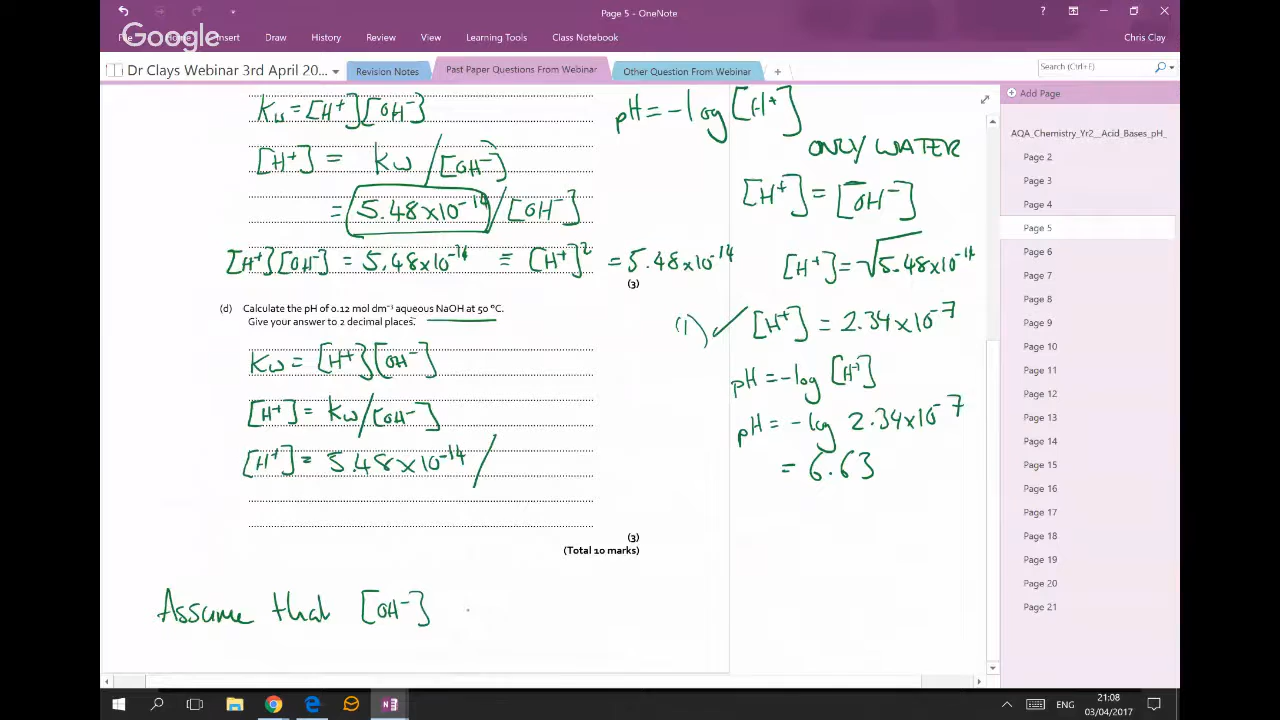 Page 5 - OneNote
Google
Insert Draw History Review View Learning Tools Class Notebook
Chris Clay
Dr Clays Webinar 3rd April 20...
Revision Notes
Past Paper Questions From Webinar
Other Question From Webinar
Search (Ctrl+E)
Add Page
AQA_Chemistry_Yr2__Acid_Bases_pH_
Page 2
Page 3
Page 4
Page 5
Page 6
Page 7
Page 8
Page 9
Page 10
Page 11
Page 12
Page 13
Page 14
Page 15
Page 16
Page 17
Page 18
Page 19
Page 20
Page 21
Kw = [H⁺][OH⁻]
[H⁺] = Kw / [OH⁻]
= 5.48x10⁻¹⁴ / [OH⁻]
[H⁺][OH⁻] = 5.48x10⁻¹⁴ ≡ [H⁺]² = 5.48x10⁻¹⁴
(3)
(d) Calculate the pH of 0.12 mol dm⁻³ aqueous NaOH at 50 °C.
Give your answer to 2 decimal places.
Kw = [H⁺][OH⁻]
[H⁺] = Kw/[OH⁻]
[H⁺] = 5.48x10⁻¹⁴ /
(3)
(Total 10 marks)
Assume that [OH⁻]
pH = -log [H⁺]
ONLY WATER
[H⁺] = [OH⁻]
[H⁺] = √5.48x10⁻¹⁴
(1) ✓ [H⁺] = 2.34x10⁻⁷
pH = -log [H⁺]
pH = -log 2.34x10⁻⁷
= 6.63
ENG
21:08
03/04/2017